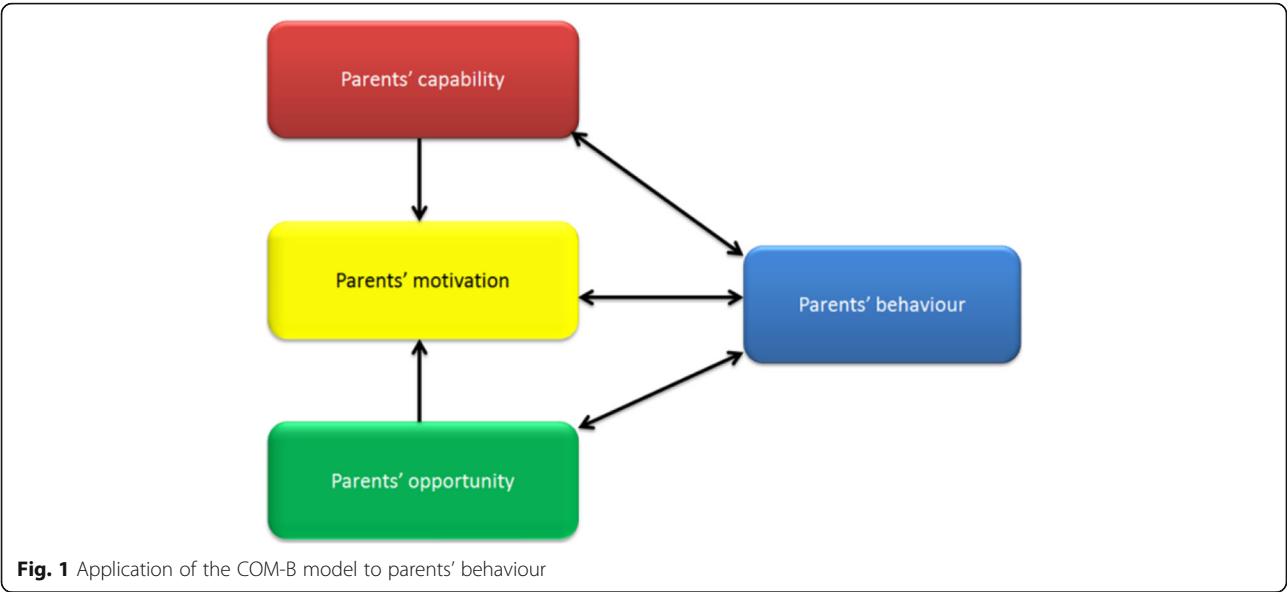 Parents’ capability
Parents’ motivation
Parents’ behaviour
Parents’ opportunity
Fig. 1 Application of the COM-B model to parents’ behaviour